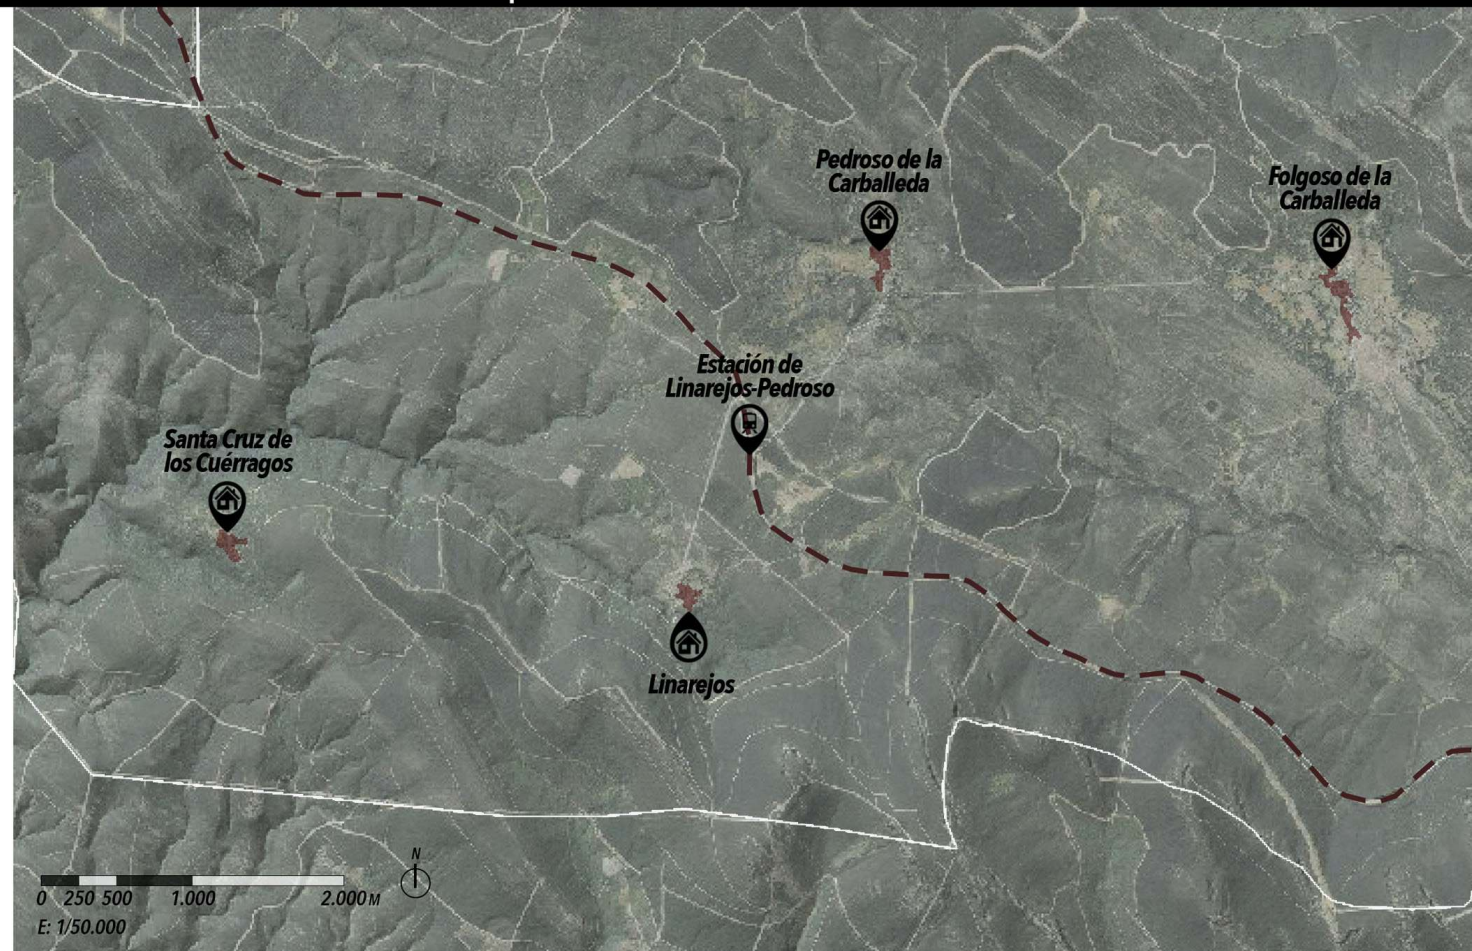 Pedroso de la
Carballeda
Folgoso de la
Carballeda
Estación de
Linarejos-Pedroso
Santa Cruz de
los Cuérragos
Linarejos
N
0 250 500 1.000 2.000 M
E: 1/50.000